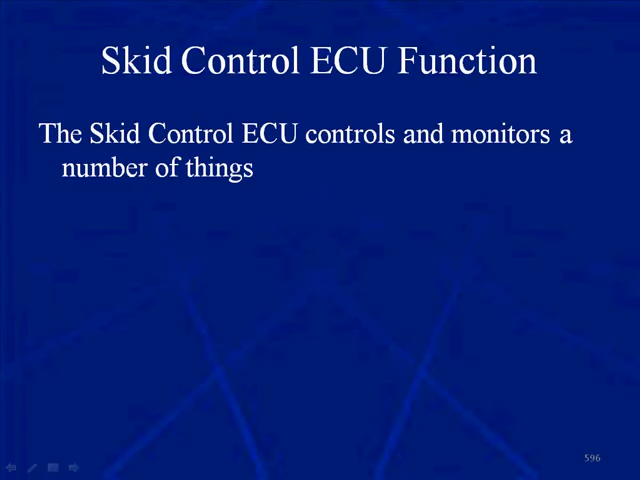 Skid Control ECU Function
The Skid Control ECU controls and monitors a
number of things
596